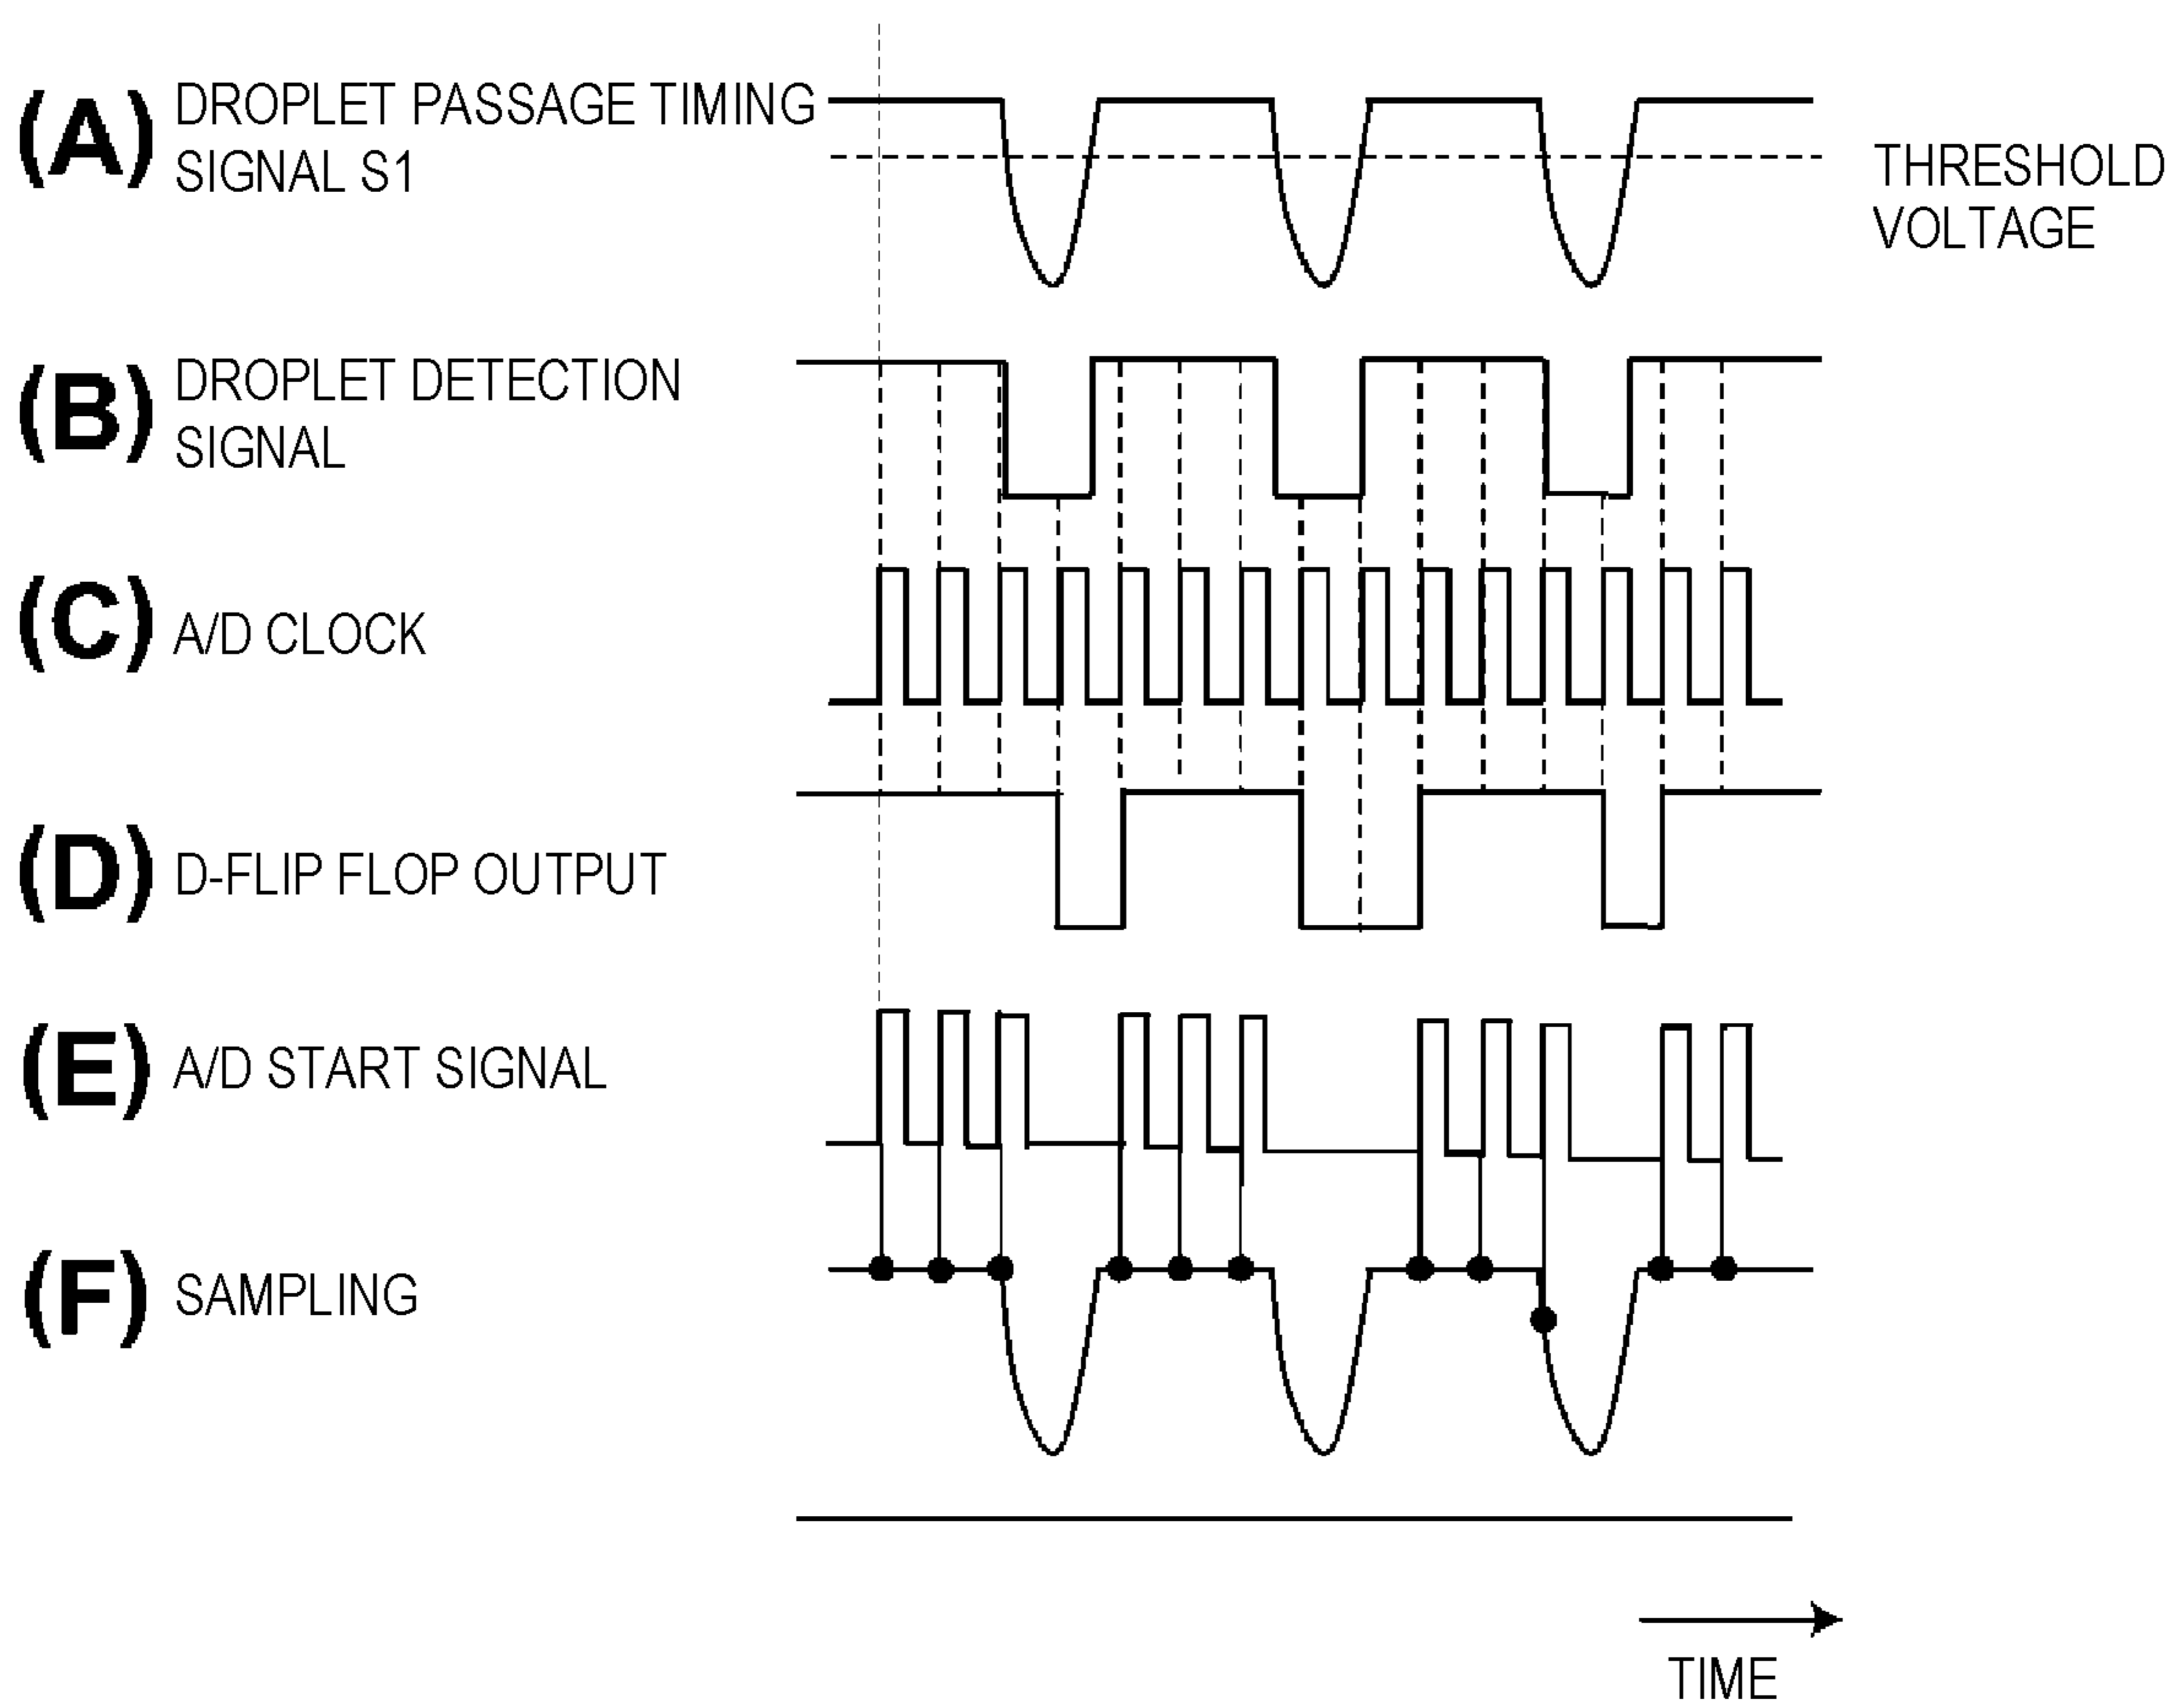 (A) DROPLET PASSAGE TIMING
SIGNAL S1
THRESHOLD
VOLTAGE
(B) DROPLET DETECTION
SIGNAL
(C) A/D CLOCK
(D) D-FLIP FLOP OUTPUT
(E) A/D START SIGNAL
(F) SAMPLING
TIME